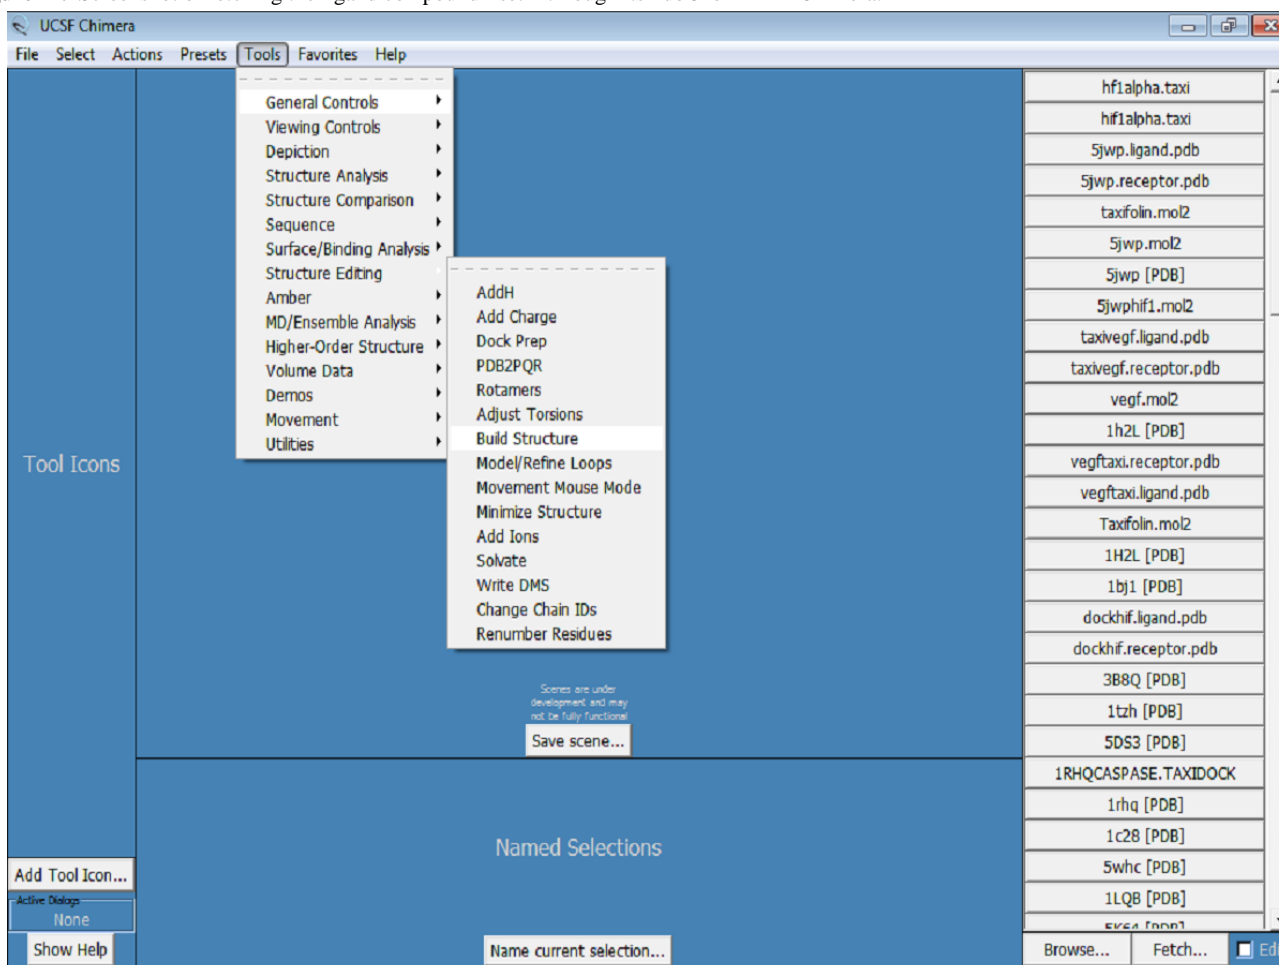 UCSF Chimera
File Select Actions Presets Tools Favorites Help
General Controls
Viewing Controls
Depiction
Structure Analysis
Structure Comparison
Sequence
Surface/Binding Analysis
Structure Editing
Amber
MD/Ensemble Analysis
Higher-Order Structure
Volume Data
Demos
Movement
Utilities
AddH
Add Charge
Dock Prep
PDB2PQR
Rotamers
Adjust Torsions
Build Structure
Model/Refine Loops
Movement Mouse Mode
Minimize Structure
Add Ions
Solvate
Write DMS
Change Chain IDs
Renumber Residues
Tool Icons
Scenes are under
development and may
not be fully functional
Save scene...
Named Selections
Name current selection...
Add Tool Icon...
Active Dialogs
None
Show Help
hf1alpha.taxi
hif1alpha.taxi
5jwp.ligand.pdb
5jwp.receptor.pdb
taxifolin.mol2
5jwp.mol2
5jwp [PDB]
5jwphif1.mol2
taxivegf.ligand.pdb
taxivegf.receptor.pdb
vegf.mol2
1h2L [PDB]
vegftaxi.receptor.pdb
vegftaxi.ligand.pdb
Taxifolin.mol2
1H2L [PDB]
1bj1 [PDB]
dockhif.ligand.pdb
dockhif.receptor.pdb
3B8Q [PDB]
1tzh [PDB]
5DS3 [PDB]
1RHQCASPASE.TAXIDOCK
1rhq [PDB]
1c28 [PDB]
5whc [PDB]
1LQB [PDB]
Browse... Fetch...